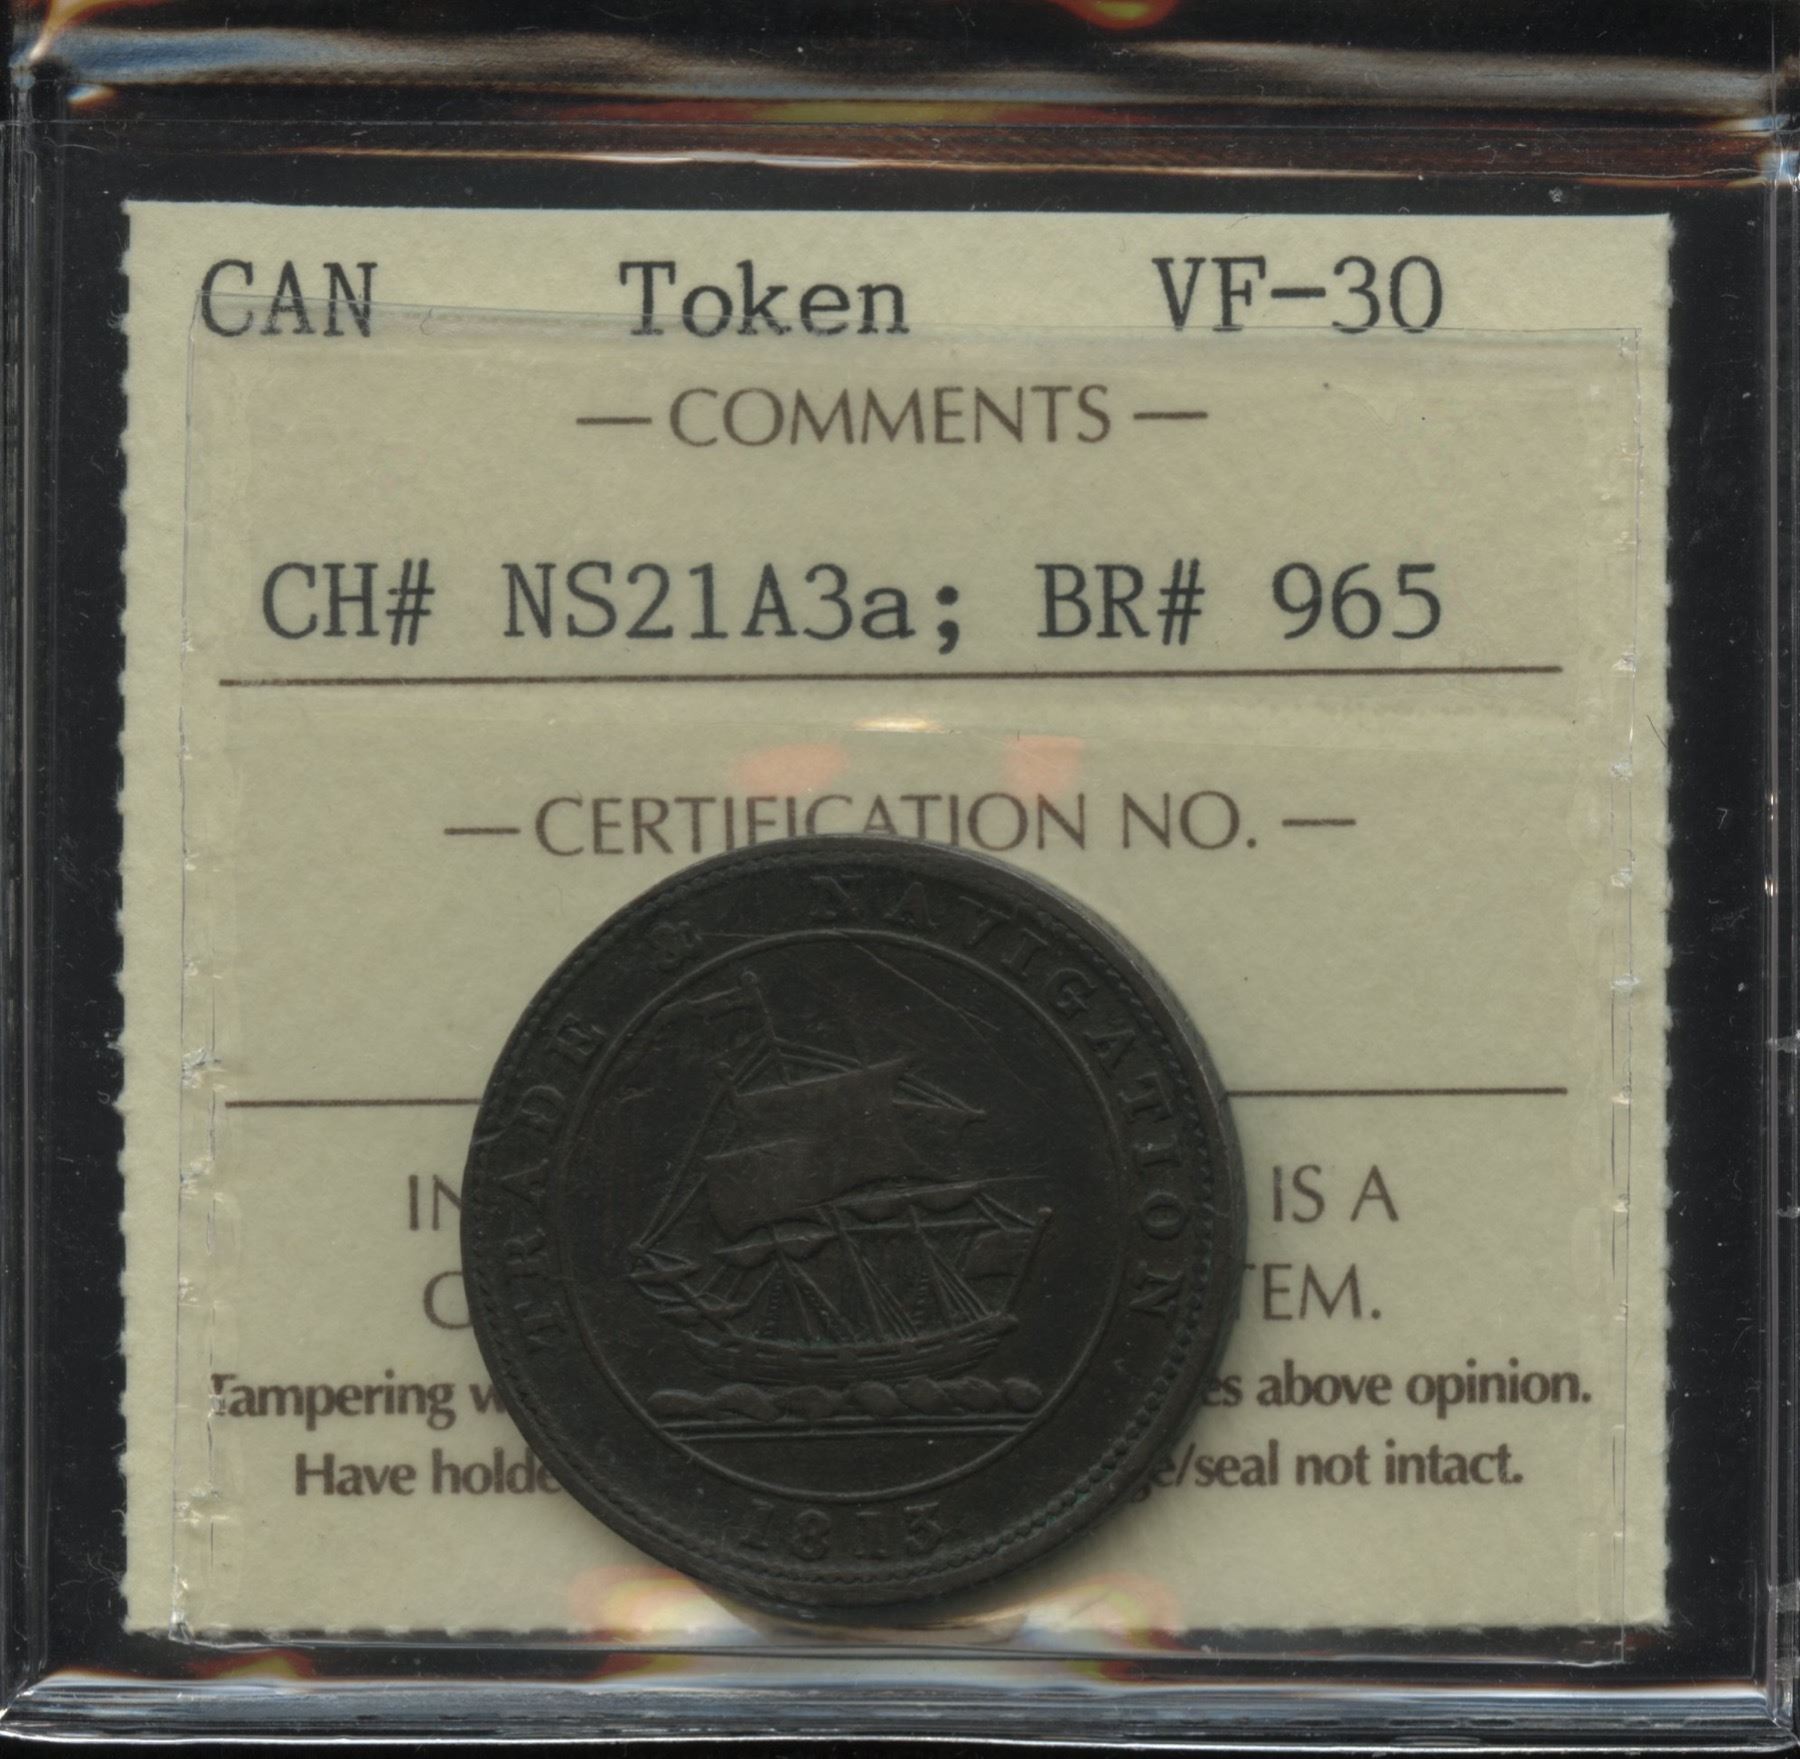 CAN Token VF-30
— COMMENTS —
CH# NS21A3a; BR# 965
— CERTIFICATION NO. —
IS A
TEM.
Tampering w es above opinion.
Have holde e/seal not intact.
TRADE & NAVIGATION
1813